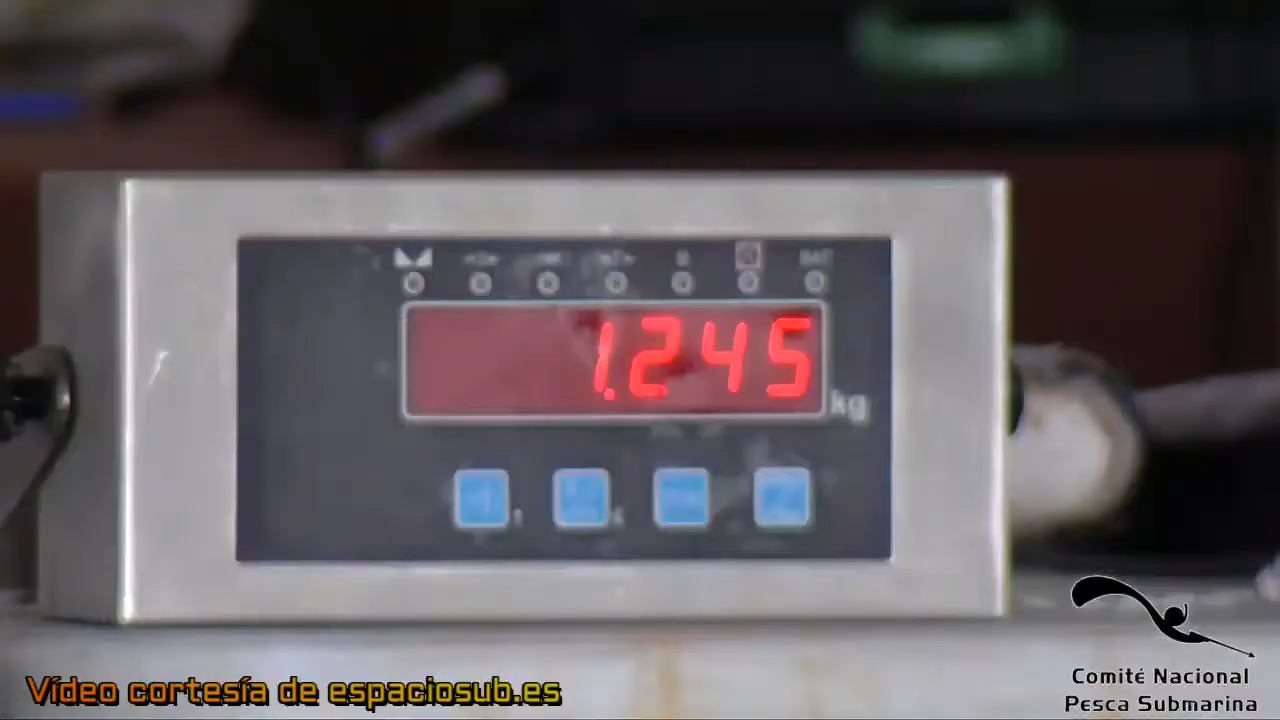 1.245
kg
Vídeo cortesía de espaciosub.es
Comité Nacional
Pesca Submarina